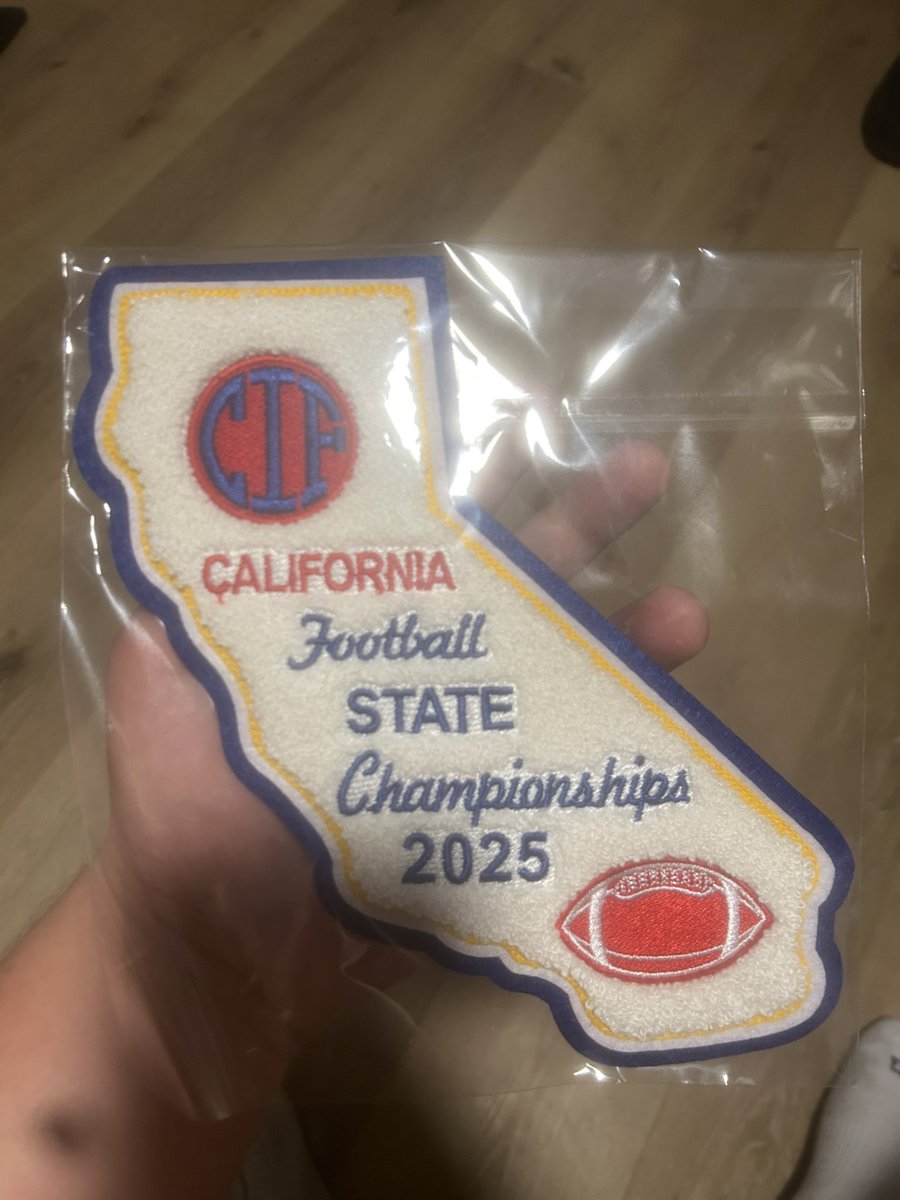 CIF
CALIFORNIA
Football
STATE
Championships
2025